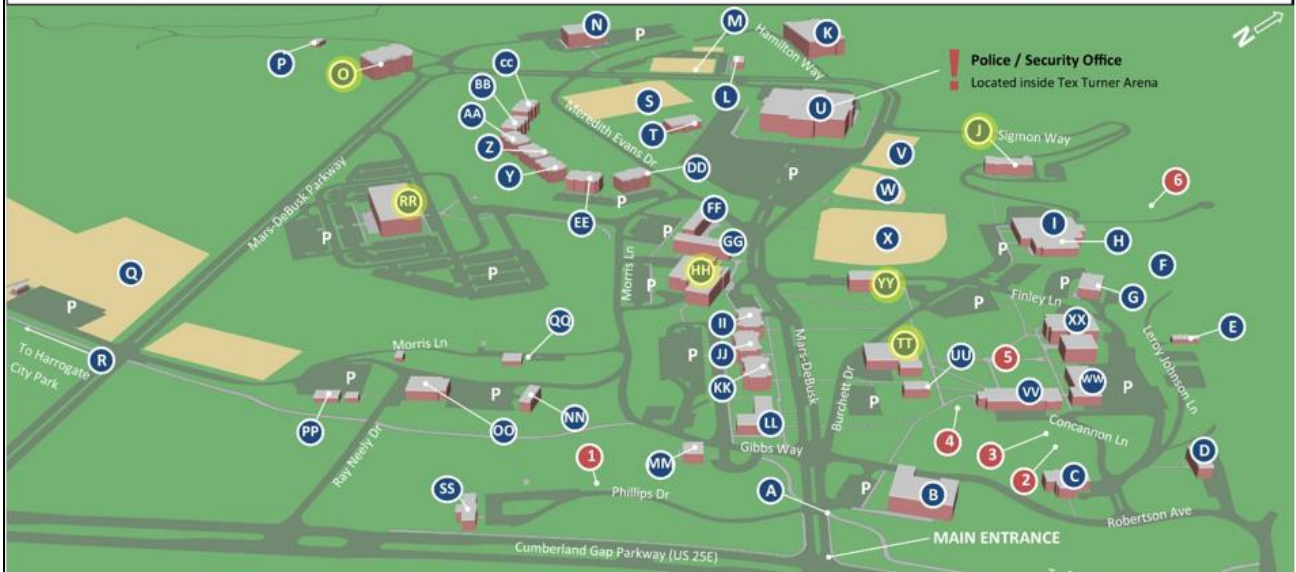 N
M
K
P
Hamilton Way
N
P
O
CC
L
Police / Security Office
Located inside Tex Turner Arena
BB
S
U
AA
Meredith Evans Dr
T
J
Sigmon Way
Z
V
Y
DD
P
6
Mars-DeBusk Parkway
RR
EE
P
W
FF
I
P
P
GG
X
P
H
Q
P
Morris Ln
HH
F
P
YY
P
G
P
Finley Ln
II
XX
E
QQ
Mars-DeBusk
TT
Leroy Johnson Ln
To Harrogate
City Park
R
Morris Ln
JJ
UU
5
P
KK
Burchett Dr
WW
P
P
P
VV
P
PP
OO
NN
LL
4
Concannon Ln
Ray Neely Dr
Gibbs Way
3
D
1
MM
2
C
SS
Phillips Dr
A
P
B
Robertson Ave
MAIN ENTRANCE
Cumberland Gap Parkway (US 25E)